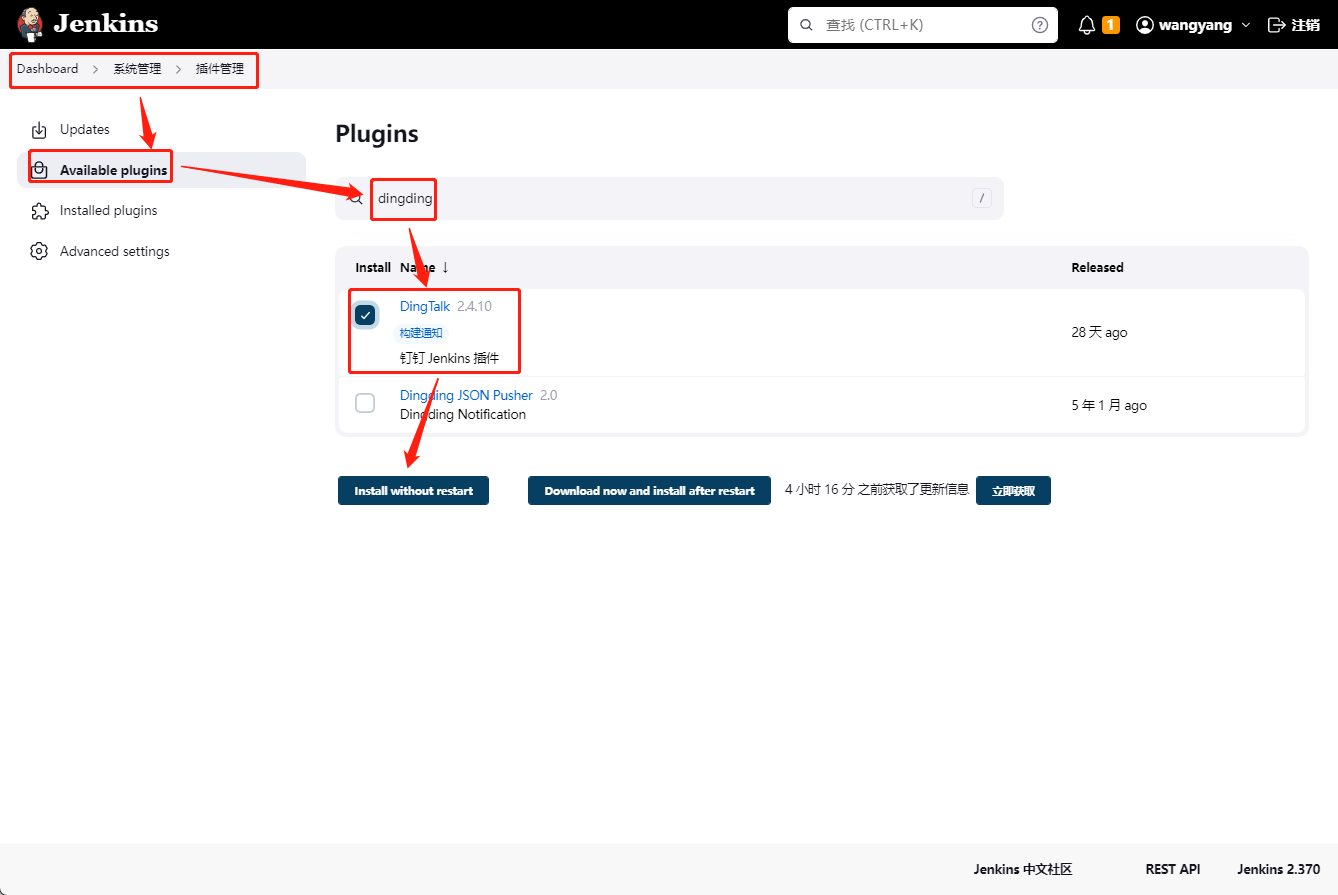 Jenkins
查找 (CTRL+K)
1
wangyang
注销
Dashboard
系统管理
插件管理
Updates
Available plugins
Installed plugins
Advanced settings
Plugins
dingding
/
Install Name ↓ Released
DingTalk 2.4.10
构建通知
钉钉 Jenkins 插件
28 天 ago
Dingding JSON Pusher 2.0
Dingding Notification
5 年 1 月 ago
Install without restart
Download now and install after restart
4 小时 16 分 之前获取了更新信息
立即获取
Jenkins 中文社区
REST API
Jenkins 2.370